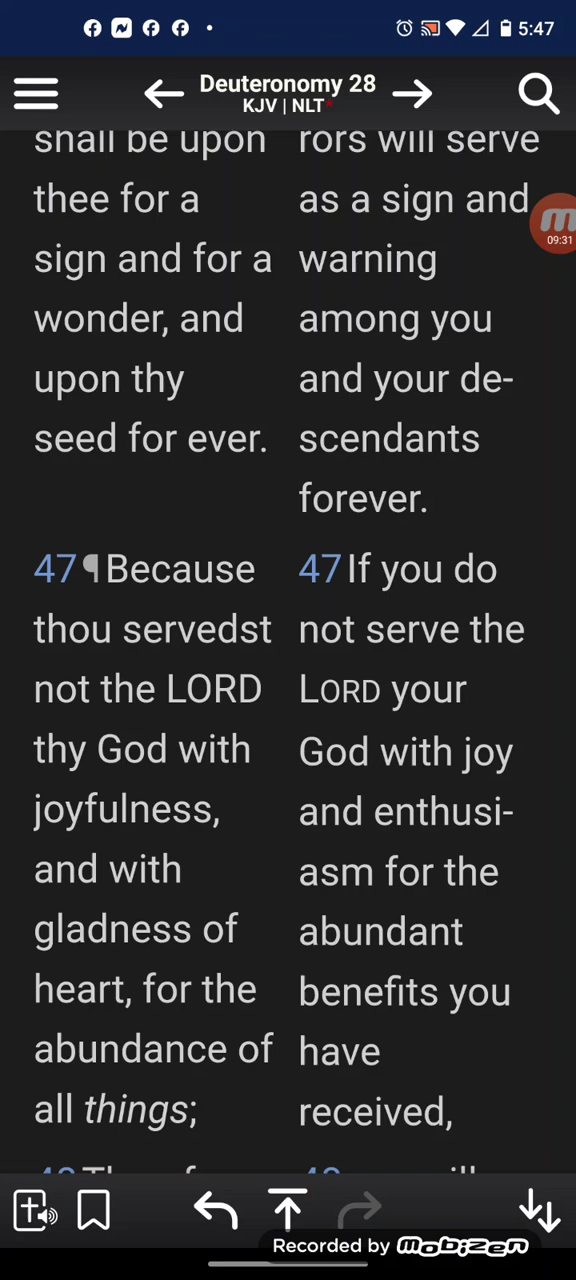 5:47
Deuteronomy 28
KJV | NLT*
09:31
shall be upon
thee for a
sign and for a
wonder, and
upon thy
seed for ever.
47 ¶ Because
thou servedst
not the LORD
thy God with
joyfulness,
and with
gladness of
heart, for the
abundance of
all things;
rors will serve
as a sign and
warning
among you
and your de-
scendants
forever.
47 If you do
not serve the
LORD your
God with joy
and enthusi-
asm for the
abundant
benefits you
have
received,
Recorded by mobizen